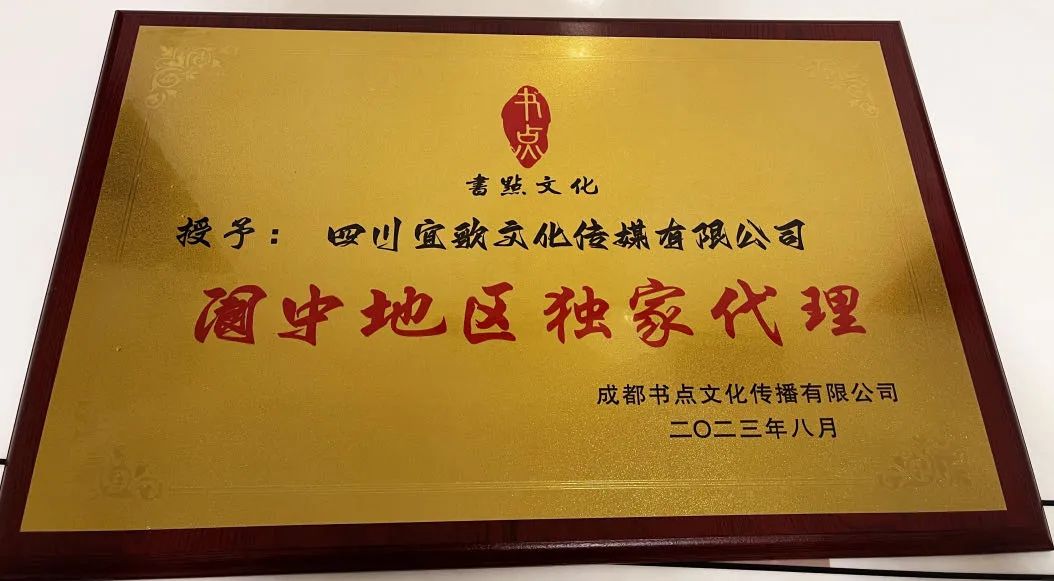 书点
書點文化
授予： 四川宜歌文化传媒有限公司
阆中地区独家代理
成都书点文化传播有限公司
二〇二三年八月